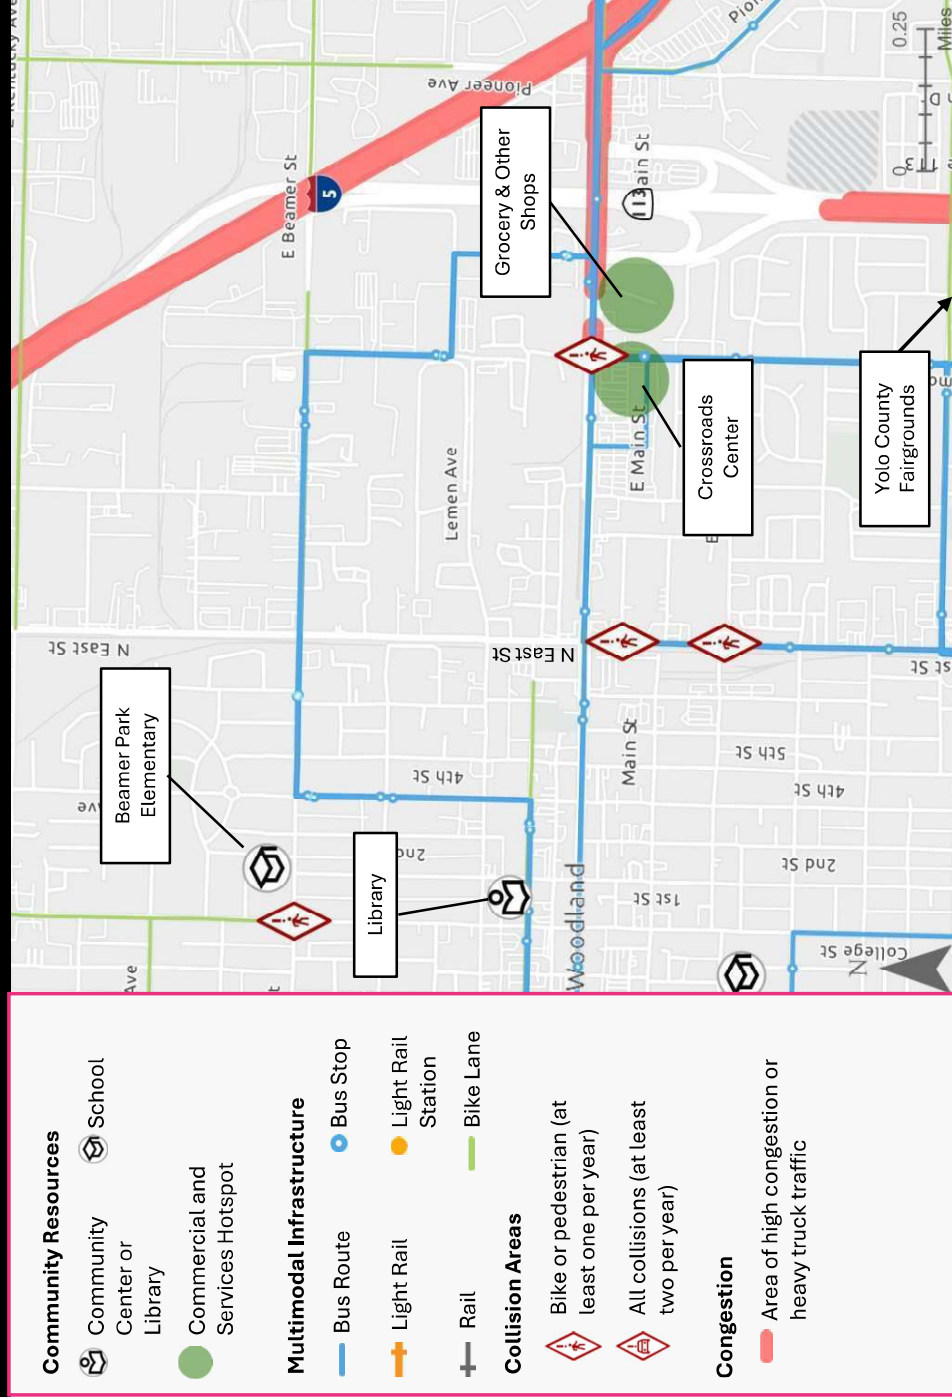 Community Resources
Community
Center or
Library
School
Commercial and
Services Hotspot
Multimodal Infrastructure
Bus Route
Bus Stop
Light Rail
Light Rail
Station
Rail
Bike Lane
Collision Areas
Bike or pedestrian (at
least one per year)
All collisions (at least
two per year)
Congestion
Area of high congestion or
heavy truck traffic
Ave
Ave
Beamer Park
Elementary
N East St
E Beamer St
5
Pioneer Ave
Library
2nd
4th St
Lemen Ave
N East St
Grocery & Other
Shops
Woodland
1st St
Main St
E Main St
113
ain St
Pion
Crossroads
Center
2nd St
4th St
5th St
College St
N
Yolo County
Fairgrounds
0
0.25
Miles